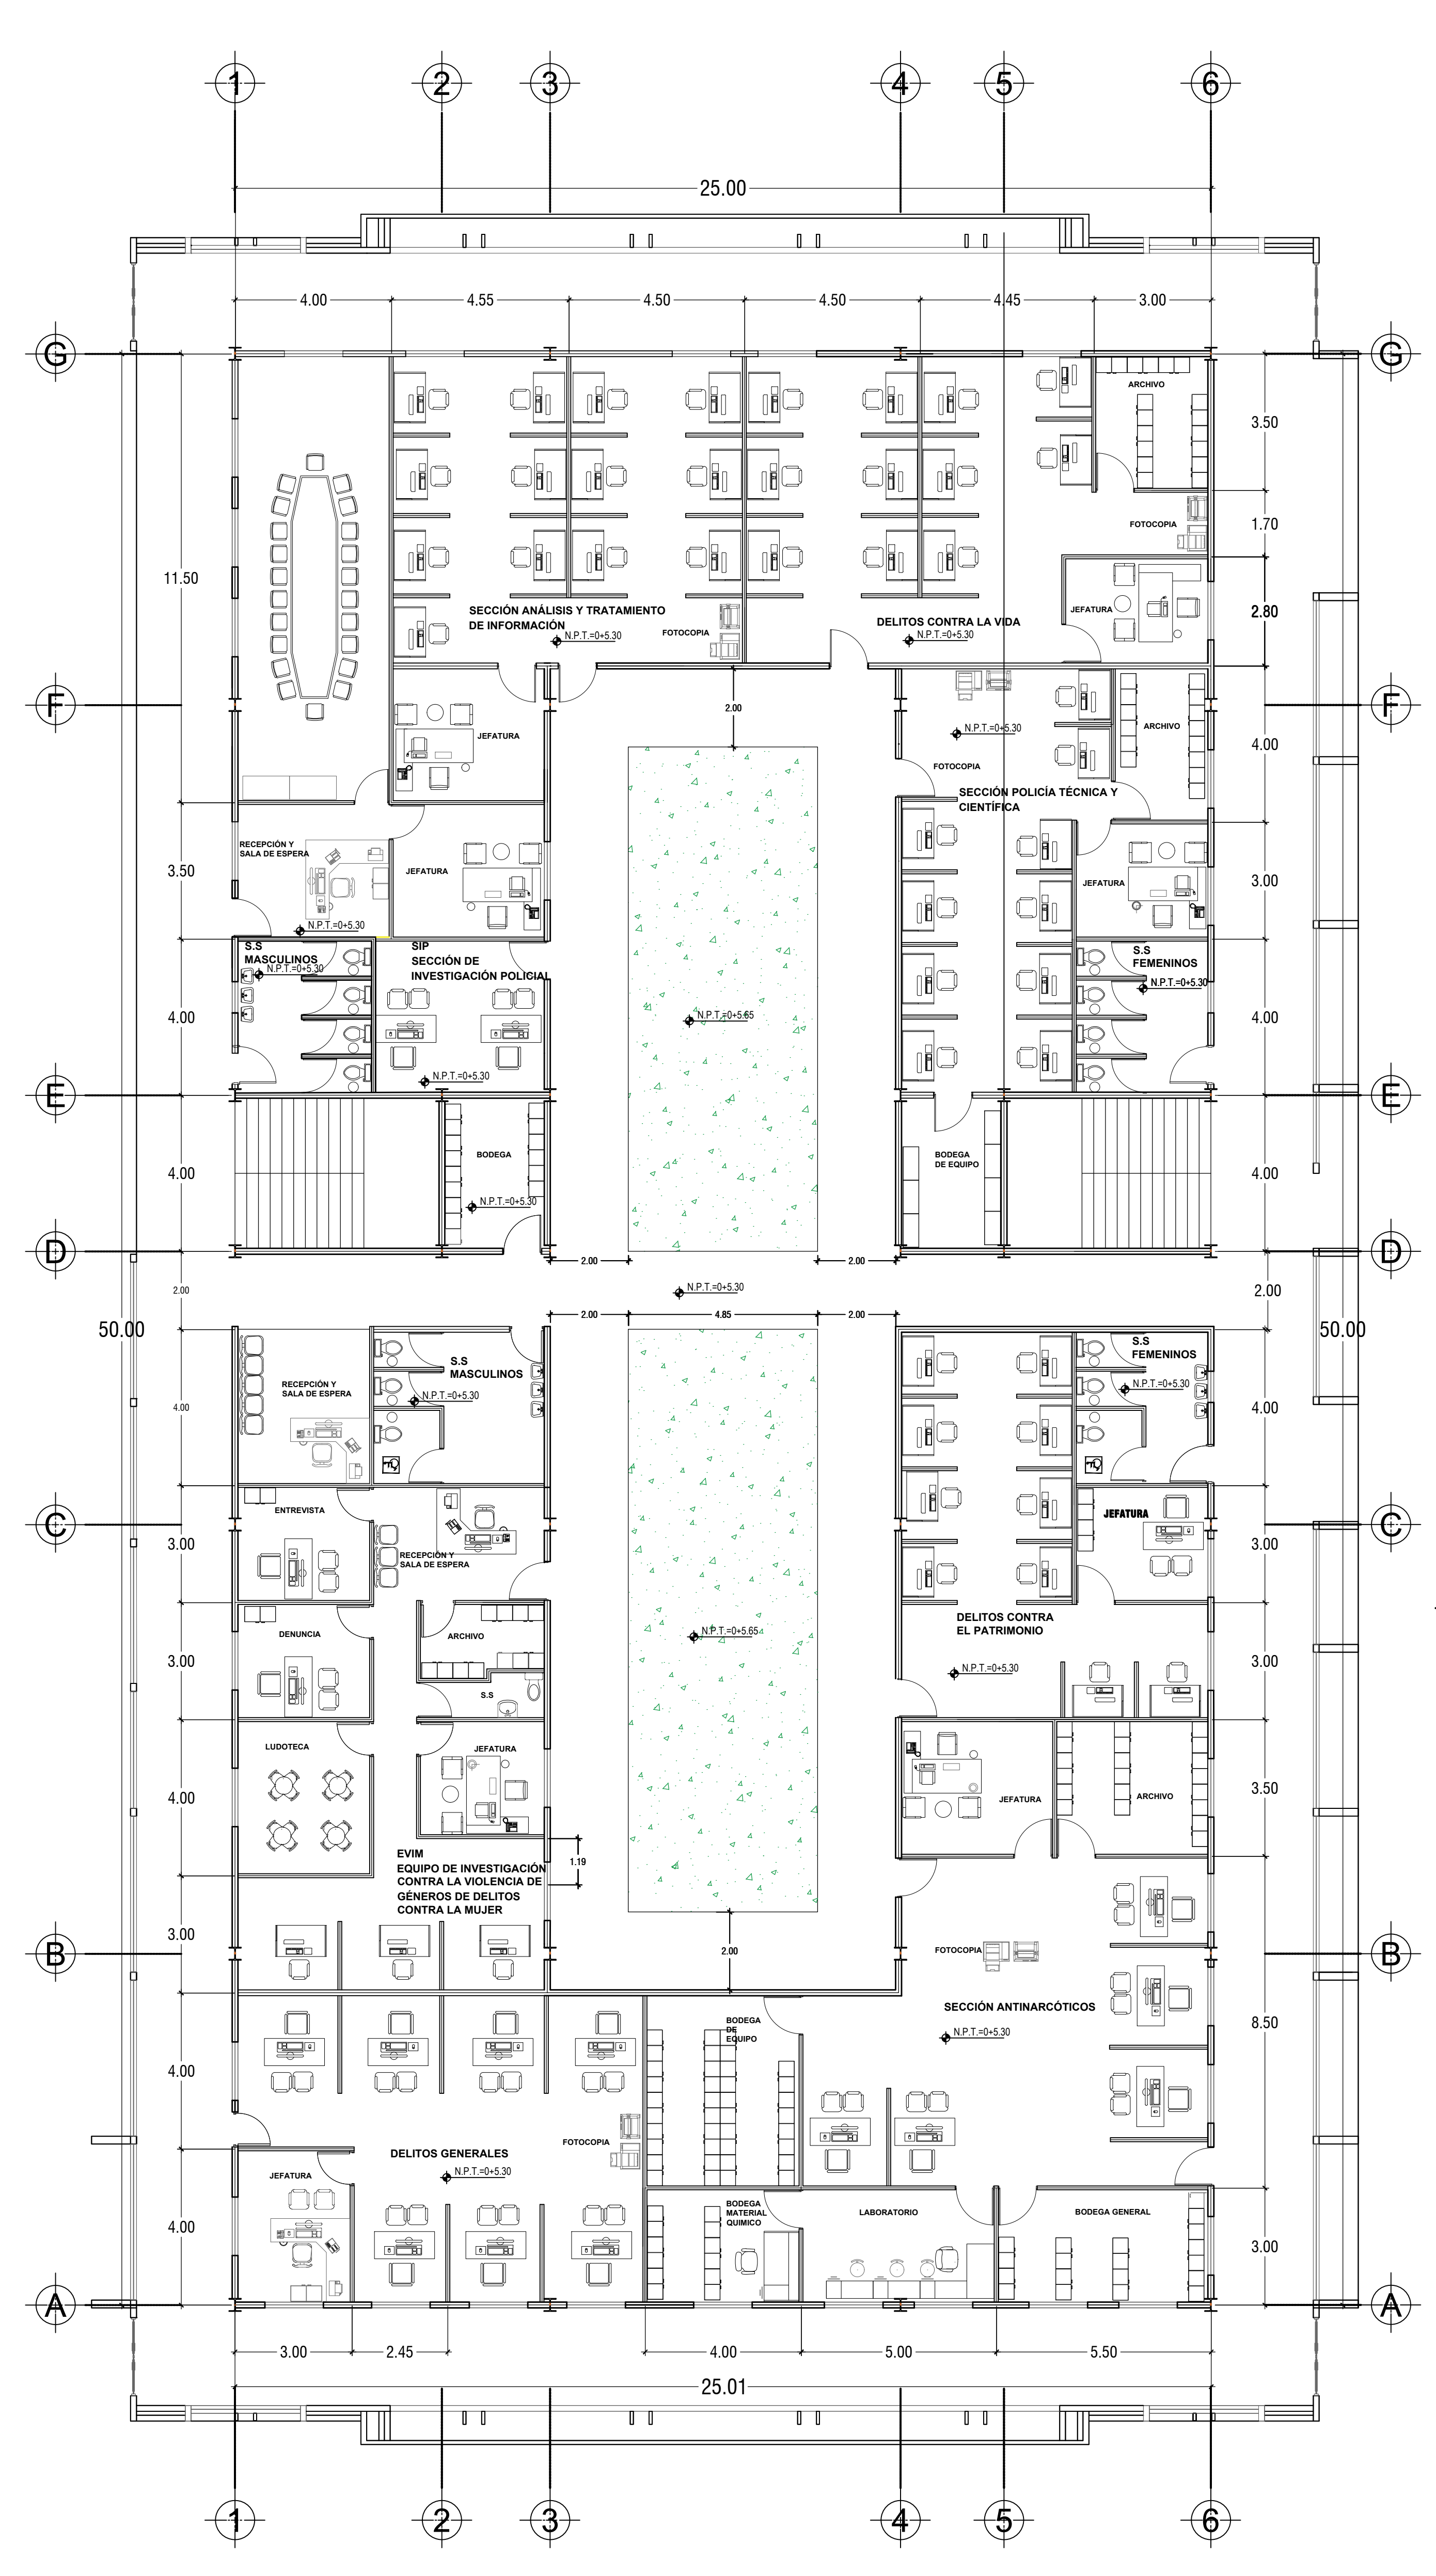 1 2 3 4 5 6
25.00
4.00 4.55 4.50 4.50 4.45 3.00
G G
ARCHIVO
3.50
FOTOCOPIA
1.70
11.50
SECCIÓN ANÁLISIS Y TRATAMIENTO
DE INFORMACIÓN
N.P.T.=0+5.30
FOTOCOPIA
DELITOS CONTRA LA VIDA
N.P.T.=0+5.30
JEFATURA
2.80
F F
2.00
JEFATURA
N.P.T.=0+5.30
FOTOCOPIA
ARCHIVO
4.00
SECCIÓN POLICÍA TÉCNICA Y
CIENTÍFICA
RECEPCIÓN Y
SALA DE ESPERA
3.50
JEFATURA
JEFATURA
3.00
N.P.T.=0+5.30
S.S
MASCULINOS
N.P.T.=0+5.30
SIP
SECCIÓN DE
INVESTIGACIÓN POLICIAL
S.S
FEMENINOS
N.P.T.=0+5.30
4.00
N.P.T.=0+5.65
4.00
N.P.T.=0+5.30
E E
BODEGA
BODEGA
DE EQUIPO
4.00
4.00
N.P.T.=0+5.30
D D
2.00 2.00
2.00
N.P.T.=0+5.30
2.00
50.00
2.00 4.85 2.00
50.00
S.S
MASCULINOS
N.P.T.=0+5.30
RECEPCIÓN Y
SALA DE ESPERA
4.00
S.S
FEMENINOS
N.P.T.=0+5.30
4.00
ENTREVISTA
JEFATURA
C C
3.00
RECEPCIÓN Y
SALA DE ESPERA
3.00
DENUNCIA
ARCHIVO
DELITOS CONTRA
EL PATRIMONIO
N.P.T.=0+5.65
3.00
N.P.T.=0+5.30
3.00
S.S
LUDOTECA
JEFATURA
4.00
JEFATURA
ARCHIVO
3.50
EVIM
EQUIPO DE INVESTIGACIÓN
CONTRA LA VIOLENCIA DE
GÉNEROS DE DELITOS
CONTRA LA MUJER
1.19
3.00
B B
2.00
FOTOCOPIA
SECCIÓN ANTINARCÓTICOS
N.P.T.=0+5.30
8.50
BODEGA
DE
EQUIPO
4.00
FOTOCOPIA
DELITOS GENERALES
N.P.T.=0+5.30
JEFATURA
BODEGA
MATERIAL
QUIMICO
LABORATORIO
BODEGA GENERAL
4.00
3.00
A A
3.00 2.45 4.00 5.00 5.50
25.01
1 2 3 4 5 6